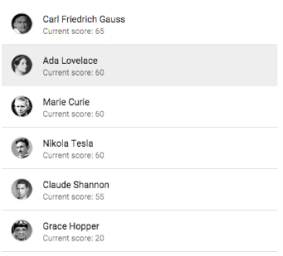 Carl Friedrich Gauss
Current score: 65
Ada Lovelace
Current score: 60
Marie Curie
Current score: 60
Nikola Tesla
Current score: 60
Claude Shannon
Current score: 55
Grace Hopper
Current score: 20